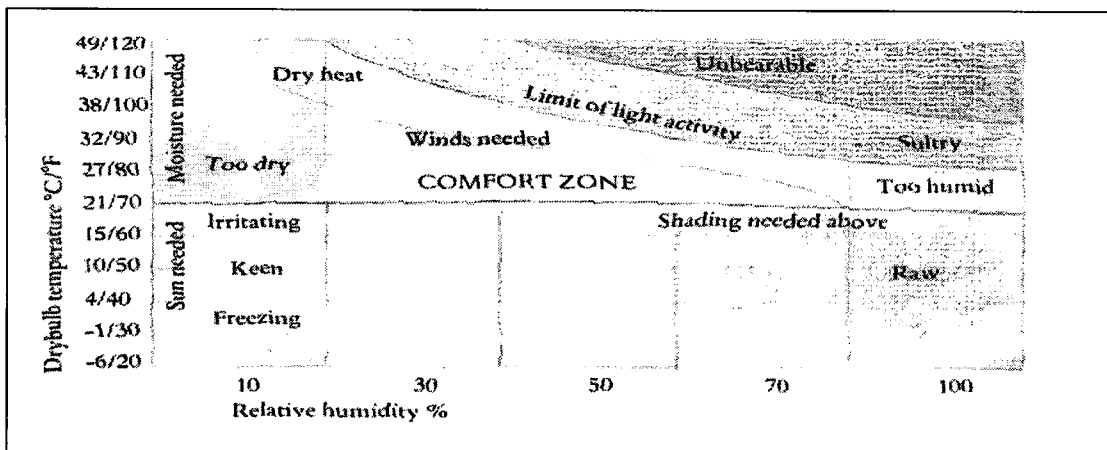 49/120
43/110
38/100
32/90
27/80
21/70
15/60
10/50
4/40
-1/30
-6/20
Drybulb temperature °C/°F
Moisture needed
Sun needed
Unbearable
Dry heat
Limit of light activity
Winds needed
Sultry
Too dry
COMFORT ZONE
Too humid
Irritating
Shading needed above
Keen
Raw
Freezing
10 30 50 70 100
Relative humidity %